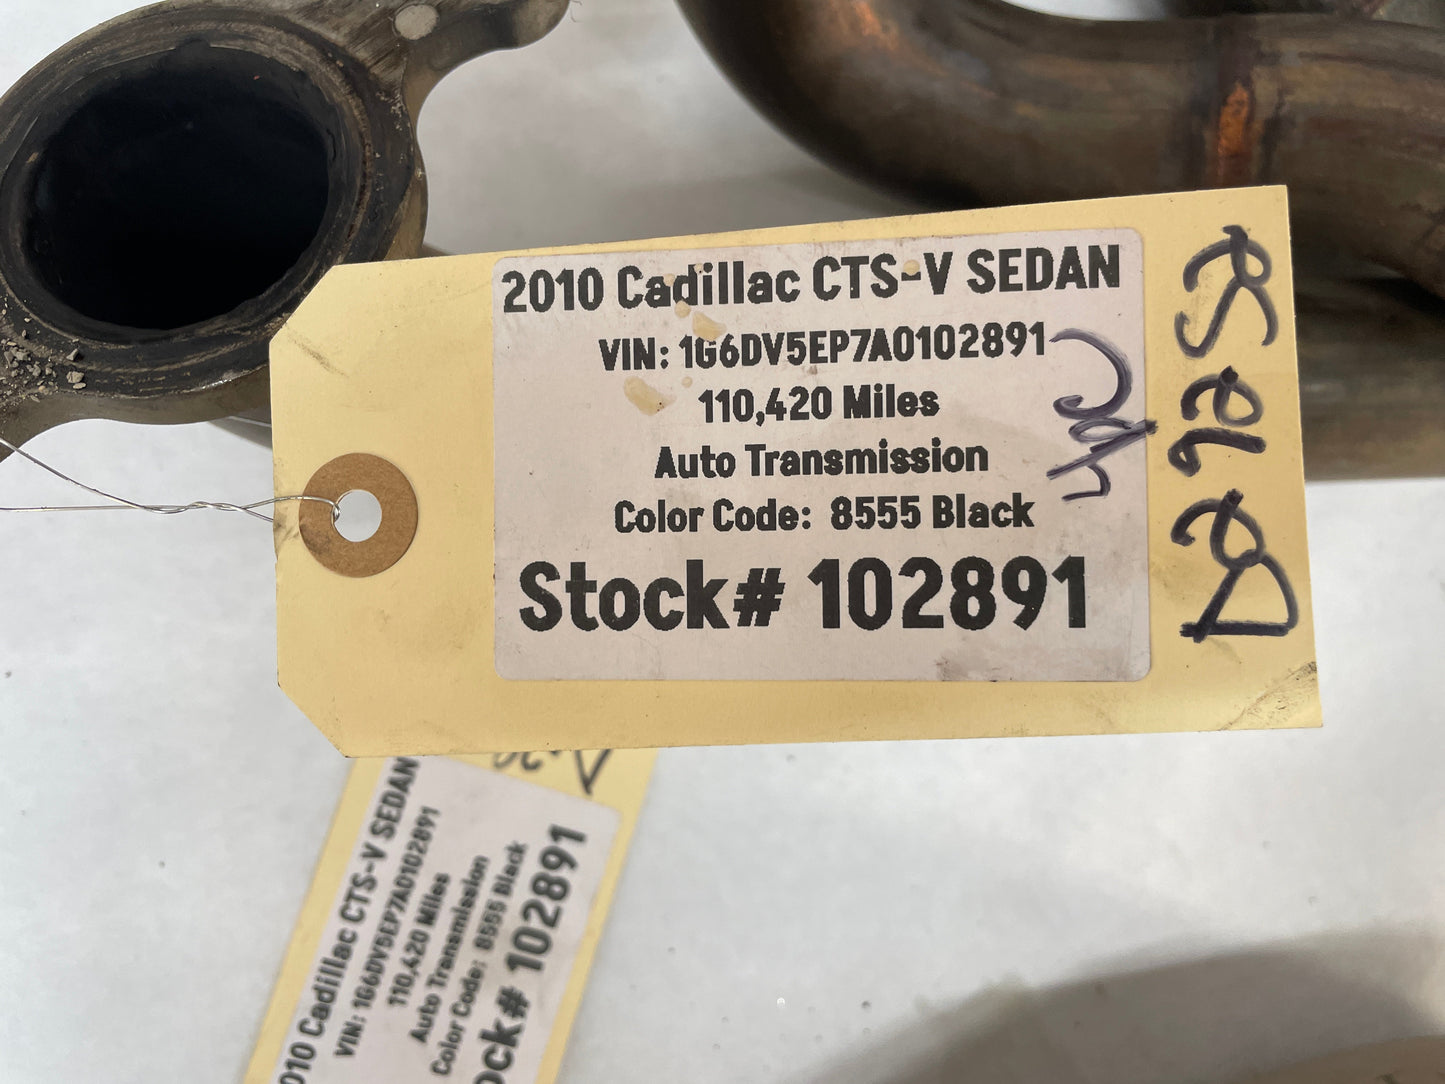 2010 Cadillac CTS-V SEDAN
VIN: 1G6DV5EP7A0102891
110,420 Miles
Auto Transmission
Color Code: 8555 Black
Stock# 102891
010 Cadillac CTS-V SEDAN
VIN: 1G6DV5EP7A0102891
110,420 Miles
Auto Transmission
Color Code: 8555 Black
ock# 102891